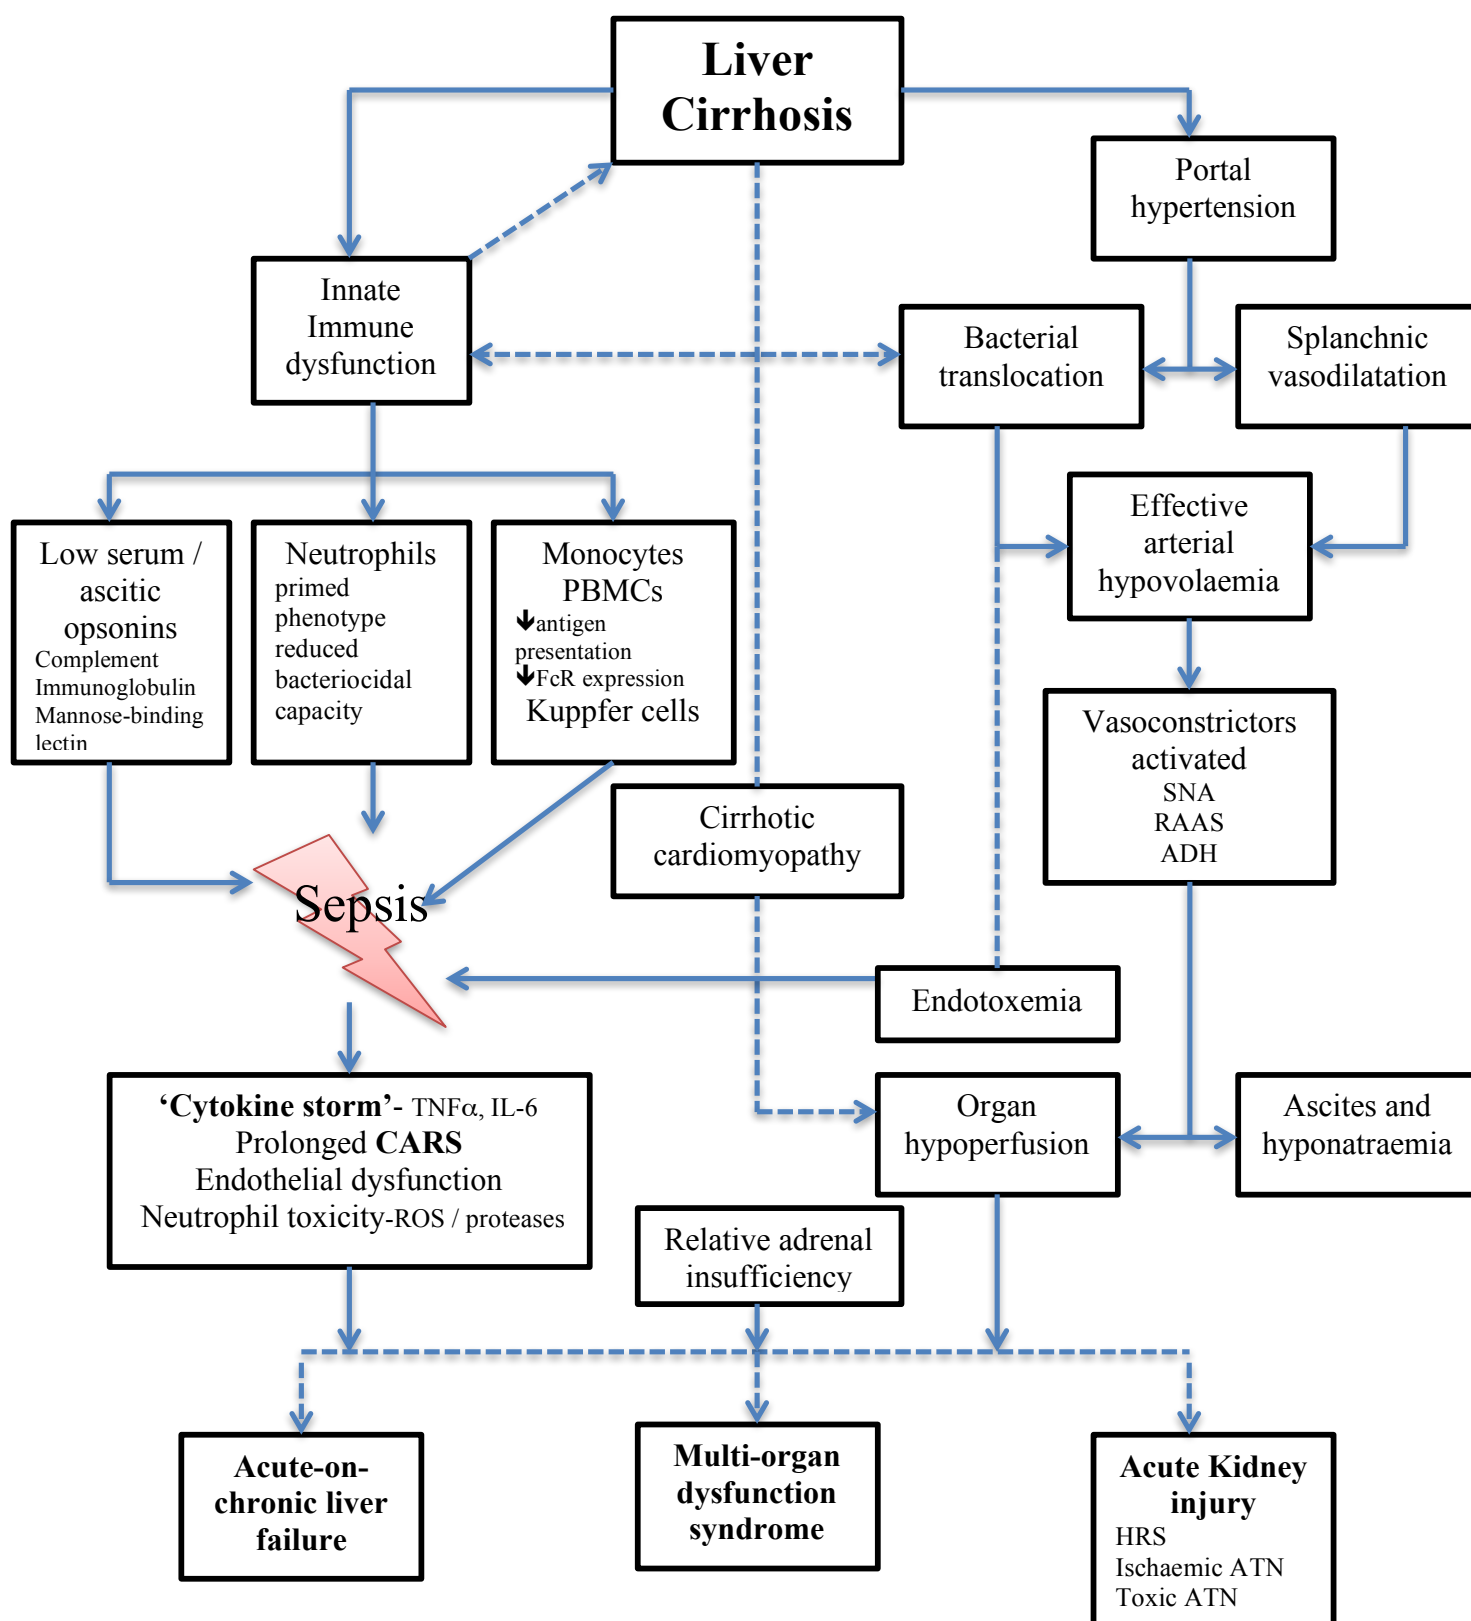 Liver
Cirrhosis
Portal
hypertension
Innate
Immune
dysfunction
Bacterial
translocation
Splanchnic
vasodilatation
Low serum /
ascitic
opsonins
Complement
Immunoglobulin
Mannose-binding
lectin
Neutrophils
primed
phenotype
reduced
bacteriocidal
capacity
Monocytes
PBMCs
🡻antigen
presentation
🡻FcR expression
Kuppfer cells
Effective
arterial
hypovolaemia
Vasoconstrictors
activated
SNA
RAAS
ADH
Cirrhotic
cardiomyopathy
Sepsis
Endotoxemia
‘Cytokine storm’- TNFα, IL-6
Prolonged CARS
Endothelial dysfunction
Neutrophil toxicity-ROS / proteases
Organ
hypoperfusion
Ascites and
hyponatraemia
Relative adrenal
insufficiency
Acute-on-
chronic liver
failure
Multi-organ
dysfunction
syndrome
Acute Kidney
injury
HRS
Ischaemic ATN
Toxic ATN